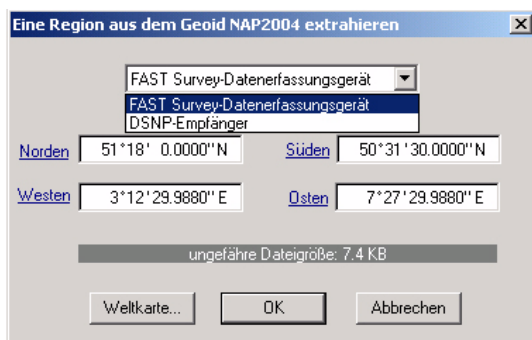 Eine Region aus dem Geoid NAP2004 extrahieren
FAST Survey-Datenerfassungsgerät
FAST Survey-Datenerfassungsgerät
DSNP-Empfänger
Norden 51°18' 0.0000"N Süden 50°31'30.0000"N
Westen 3°12'29.9880"E Osten 7°27'29.9880"E
ungefähre Dateigröße: 7.4 KB
Weltkarte... OK Abbrechen